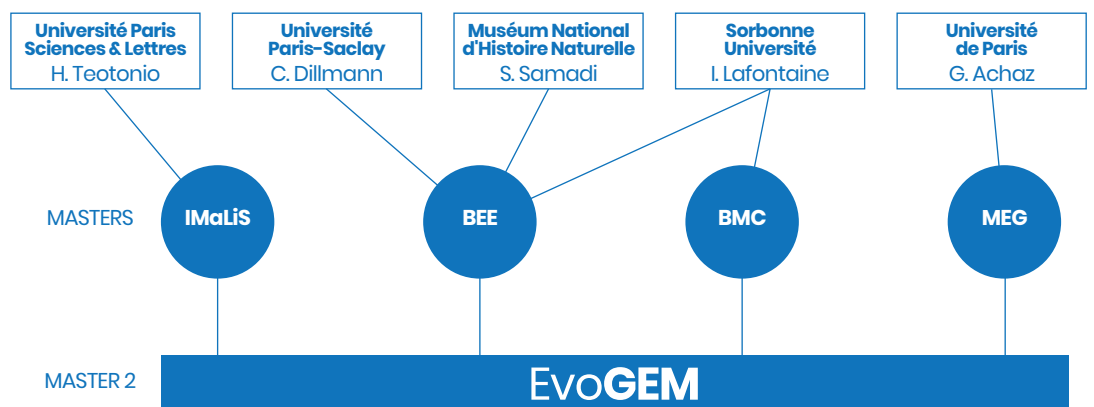 Université Paris
Sciences & Lettres
H. Teotonio
Université
Paris-Saclay
C. Dillmann
Muséum National
d'Histoire Naturelle
S. Samadi
Sorbonne
Université
I. Lafontaine
Université
de Paris
G. Achaz
MASTERS
IMaLiS
BEE
BMC
MEG
MASTER 2
EvoGEM